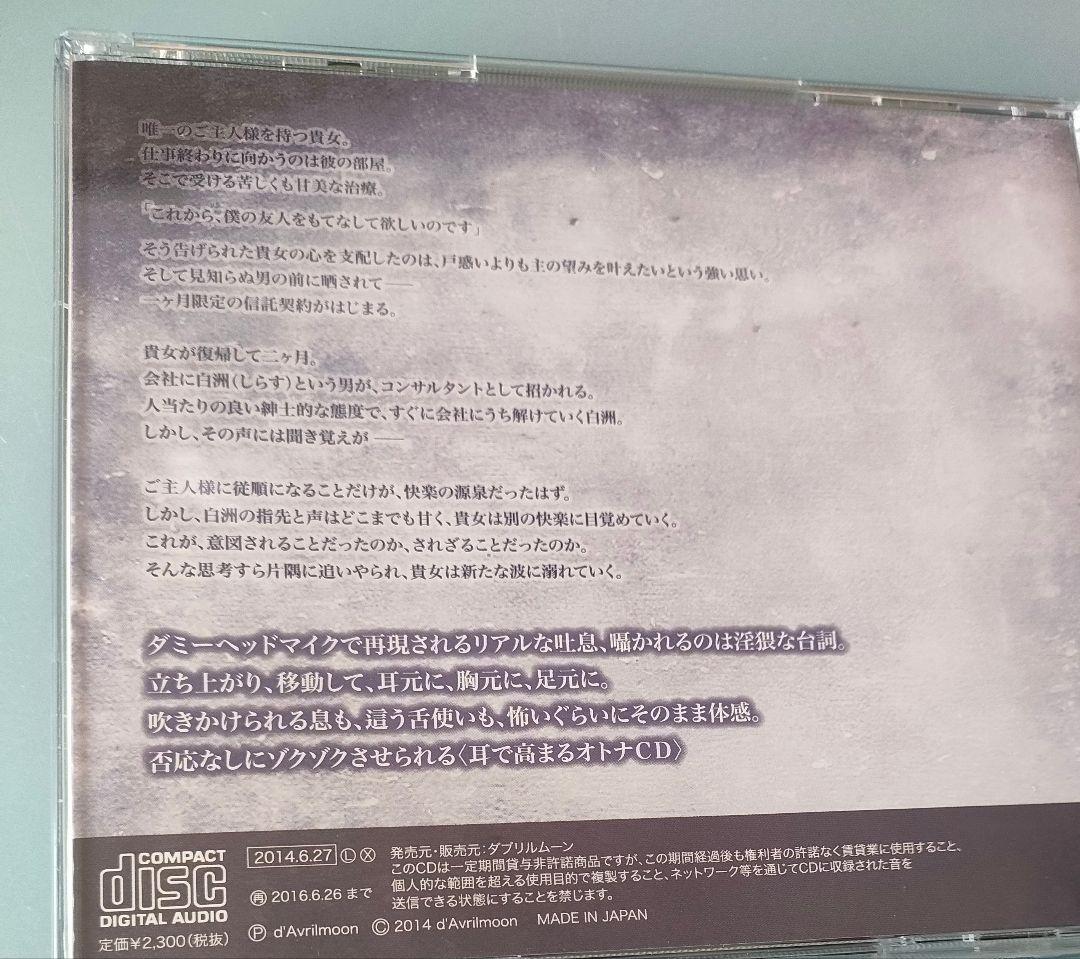 唯一のご主人様を持つ貴女。
仕事終わりに向かうのは彼の部屋。
そこで受ける苦しくも甘美な治療。
「これから、僕の友人をもてなして欲しいのです」
そう告げられた貴女の心を支配したのは、戸惑いよりも主の望みを叶えたいという強い思い。
そして見知らぬ男の前に晒されて――
一ヶ月限定の信託契約がはじまる。
貴女が復帰して二ヶ月。
会社に白洲(しらす)という男が、コンサルタントとして招かれる。
人当たりの良い紳士的な態度で、すぐに会社にうち解けていく白洲。
しかし、その声には聞き覚えが――
ご主人様に従順になることだけが、快楽の源泉だったはず。
しかし、白洲の指先と声はどこまでも甘く、貴女は別の快楽に目覚めていく。
これが、意図されることだったのか、されざることだったのか。
そんな思考すら片隅に追いやられ、貴女は新たな波に溺れていく。
ダミーヘッドマイクで再現されるリアルな吐息、囁かれるのは淫猥な台詞。
立ち上がり、移動して、耳元に、胸元に、足元に。
吹きかけられる息も、這う舌使いも、怖いぐらいにそのまま体感。
否応なしにゾクゾクさせられる〈耳で高まるオトナCD〉
COMPACT
disc
DIGITAL AUDIO
定価¥2,300(税抜)
2014.6.27 Ⓛ Ⓧ
㊢ 2016.6.26 まで
Ⓟ d'Avrilmoon Ⓒ 2014 d'Avrilmoon MADE IN JAPAN
発売元・販売元:ダブリルムーン
このCDは一定期間貸与非許諾商品ですが、この期間経過後も権利者の許諾なく賃貸業に使用すること、
個人的な範囲を超える使用目的で複製すること、ネットワーク等を通じてCDに収録された音を
送信できる状態にすることを禁じます。